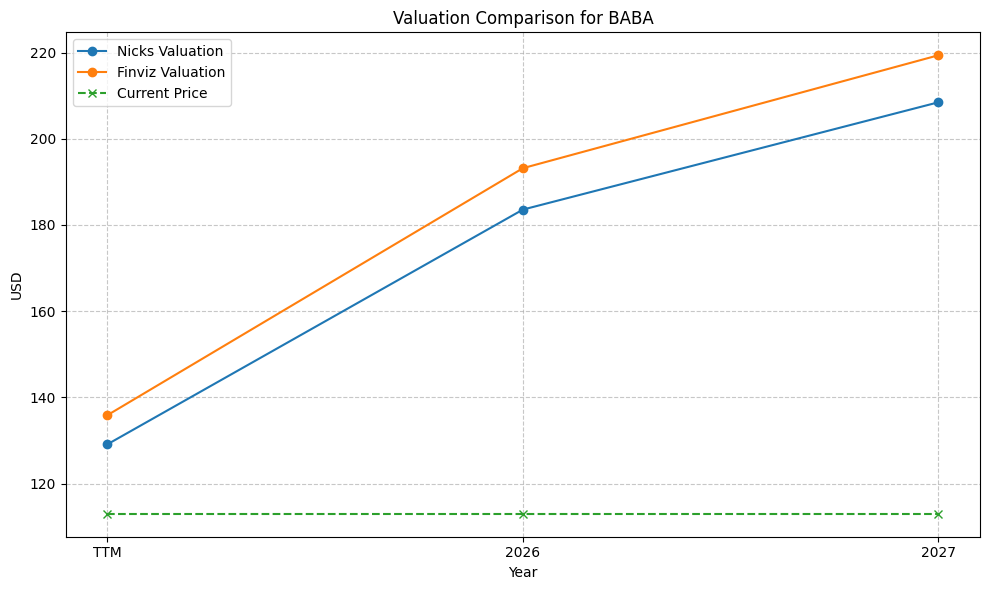 Valuation Comparison for BABA
Nicks Valuation
Finviz Valuation
Current Price
220
200
180
160
140
120
USD
TTM
2026
2027
Year